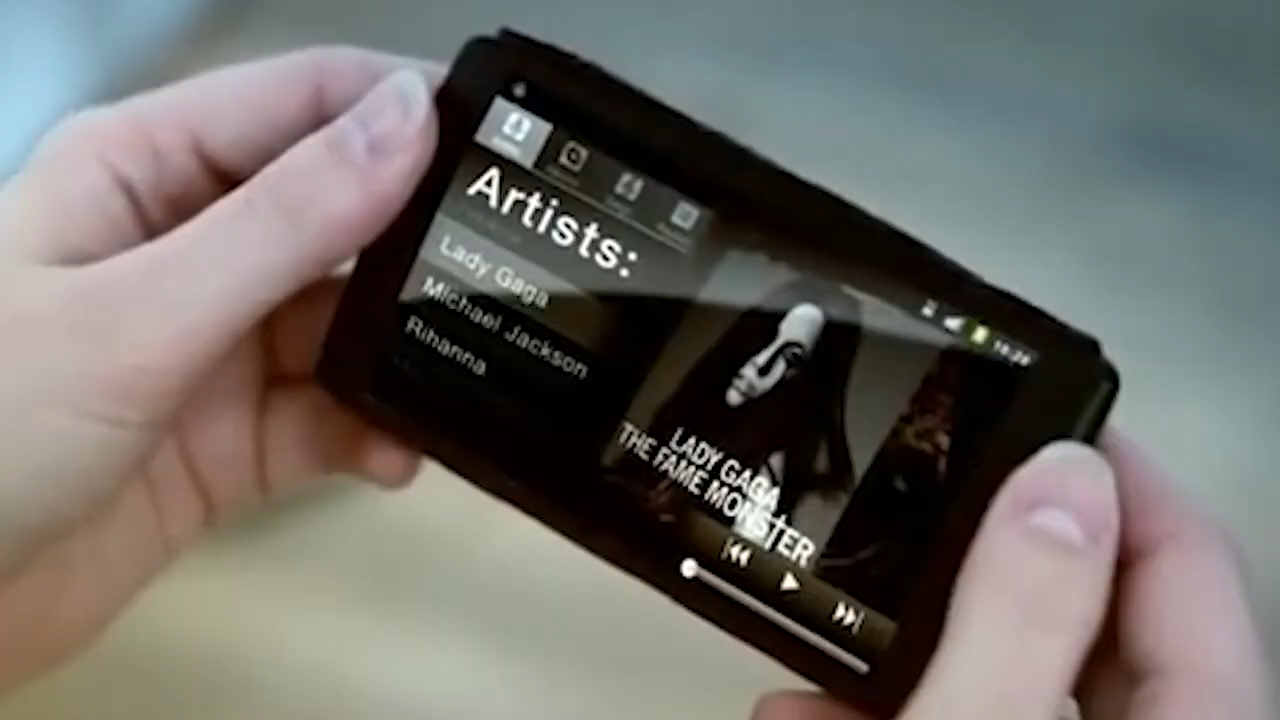 Artists:
Lady Gaga
Michael Jackson
Rihanna
LADY GAGA
THE FAME MONSTER